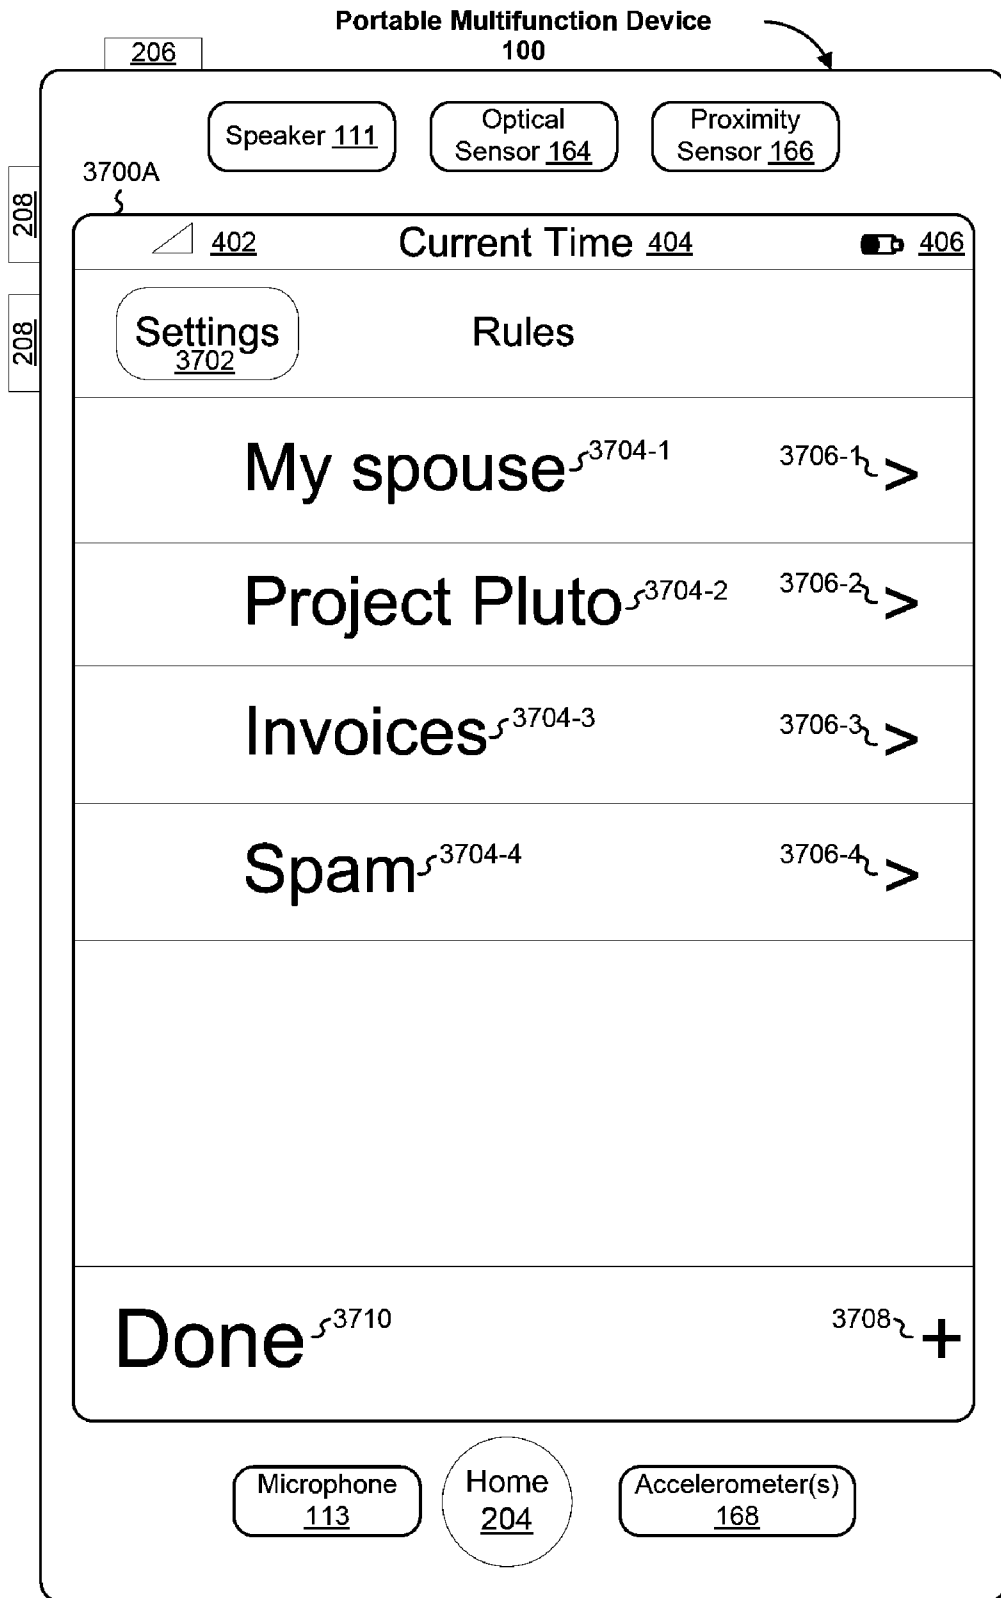 Portable Multifunction Device
100
206
Speaker 111
Optical
Sensor 164
Proximity
Sensor 166
208
3700A
402
Current Time 404
406
208
Settings
3702
Rules
My spouse 3704-1
3706-1 >
Project Pluto 3704-2
3706-2 >
Invoices 3704-3
3706-3 >
Spam 3704-4
3706-4 >
Done 3710
3708 +
Microphone
113
Home
204
Accelerometer(s)
168